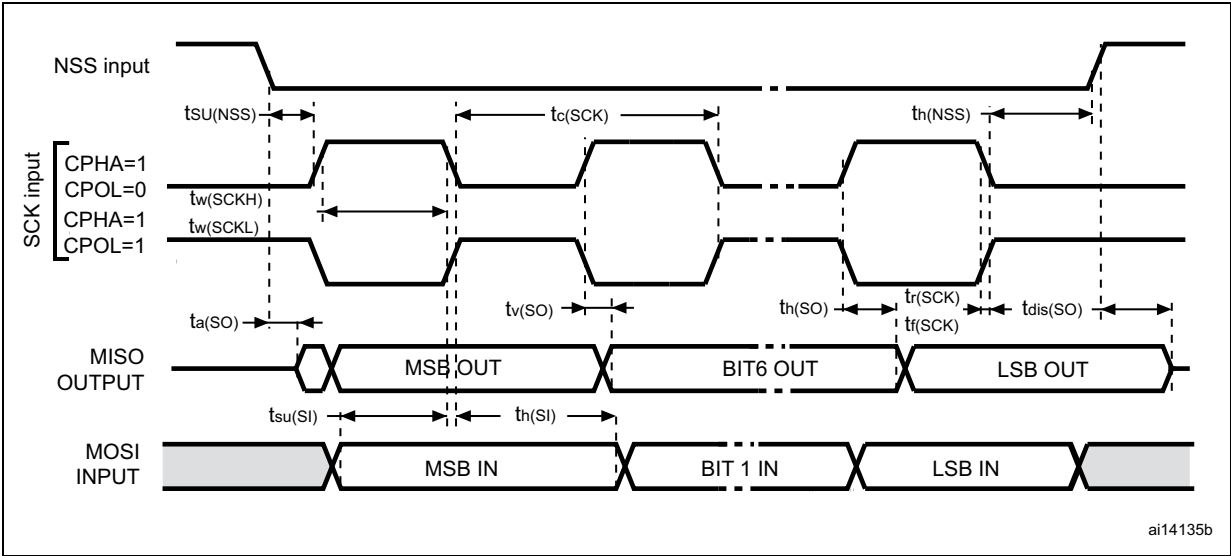 NSS input
tSU(NSS)
tc(SCK)
th(NSS)
SCK input
CPHA=1
CPOL=0
tw(SCKH)
CPHA=1
tw(SCKL)
CPOL=1
ta(SO)
tv(SO)
th(SO)
tr(SCK)
tf(SCK)
tdis(SO)
MISO
OUTPUT
MSB OUT
BIT6 OUT
LSB OUT
tsu(SI)
th(SI)
MOSI
INPUT
MSB IN
BIT 1 IN
LSB IN
ai14135b